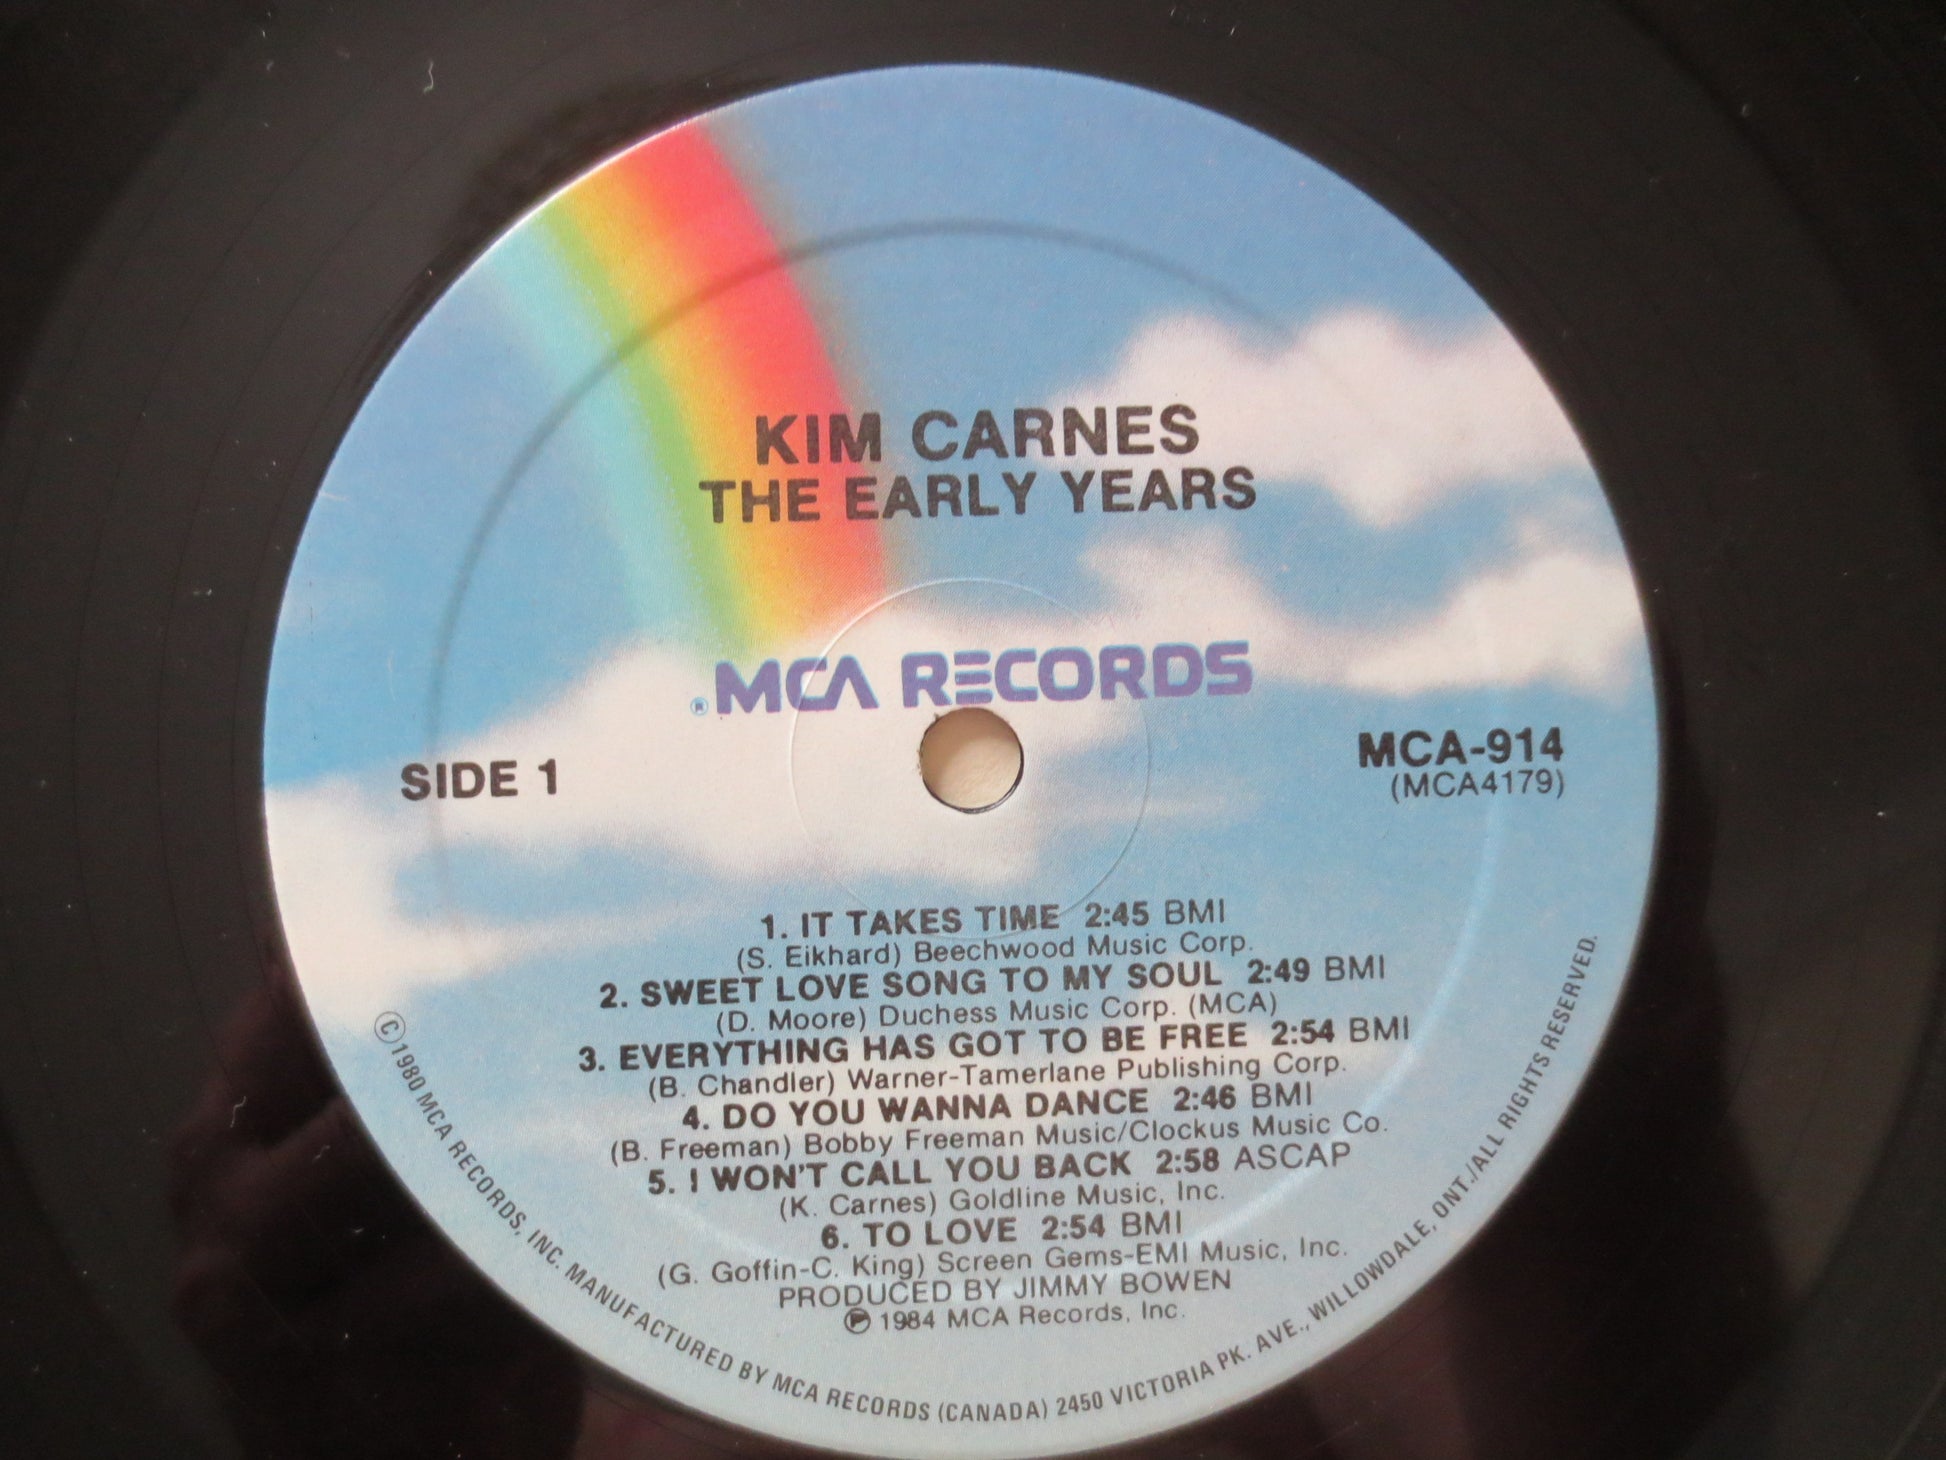 KIM CARNES
THE EARLY YEARS
® MCA RECORDS
SIDE 1
MCA-914
(MCA4179)
1. IT TAKES TIME 2:45 BMI
(S. Eikhard) Beechwood Music Corp.
2. SWEET LOVE SONG TO MY SOUL 2:49 BMI
(D. Moore) Duchess Music Corp. (MCA)
3. EVERYTHING HAS GOT TO BE FREE 2:54 BMI
(B. Chandler) Warner-Tamerlane Publishing Corp.
4. DO YOU WANNA DANCE 2:46 BMI
(B. Freeman) Bobby Freeman Music/Clockus Music Co.
5. I WON'T CALL YOU BACK 2:58 ASCAP
(K. Carnes) Goldline Music, Inc.
6. TO LOVE 2:54 BMI
(G. Goffin-C. King) Screen Gems-EMI Music, Inc.
PRODUCED BY JIMMY BOWEN
℗ 1984 MCA Records, Inc.
©1980 MCA RECORDS, INC. MANUFACTURED BY MCA RECORDS (CANADA) 2450 VICTORIA PK. AVE., WILLOWDALE, ONT./ALL RIGHTS RESERVED.